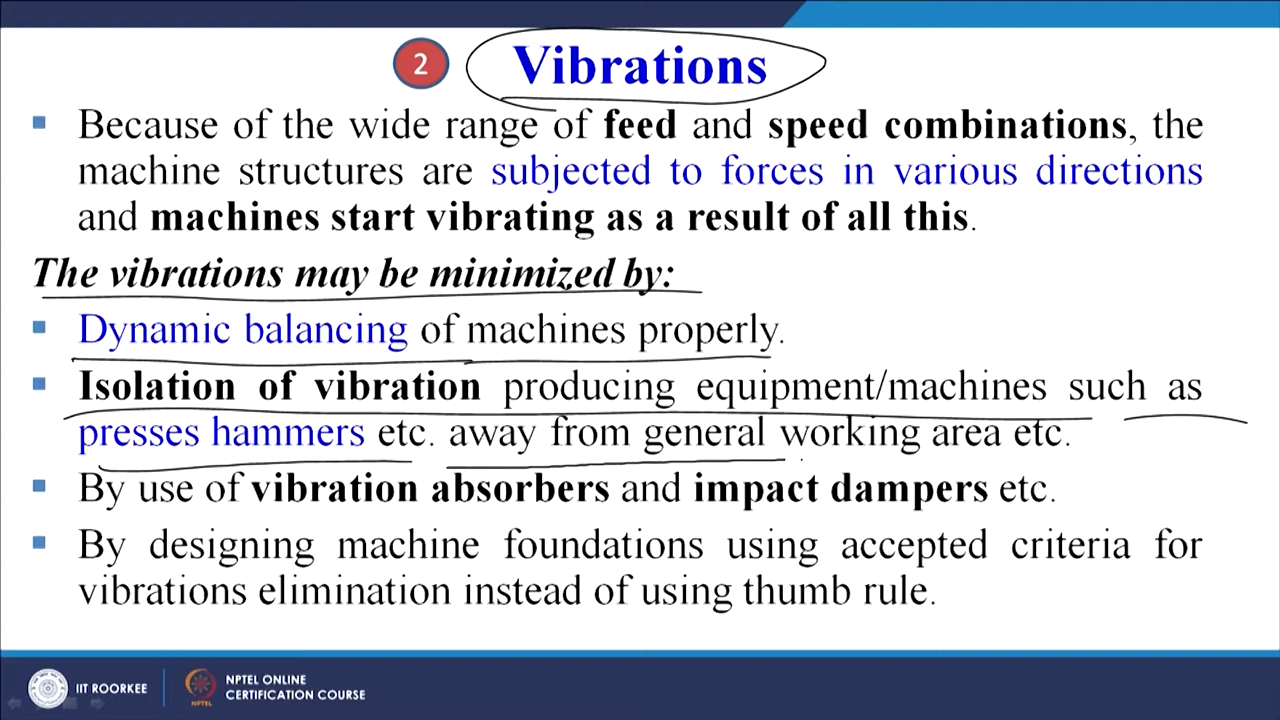 2 Vibrations
▪ Because of the wide range of feed and speed combinations, the
machine structures are subjected to forces in various directions
and machines start vibrating as a result of all this.
The vibrations may be minimized by:
▪ Dynamic balancing of machines properly.
▪ Isolation of vibration producing equipment/machines such as
presses hammers etc. away from general working area etc.
▪ By use of vibration absorbers and impact dampers etc.
▪ By designing machine foundations using accepted criteria for
vibrations elimination instead of using thumb rule.
IIT ROORKEE
NPTEL
NPTEL ONLINE
CERTIFICATION COURSE